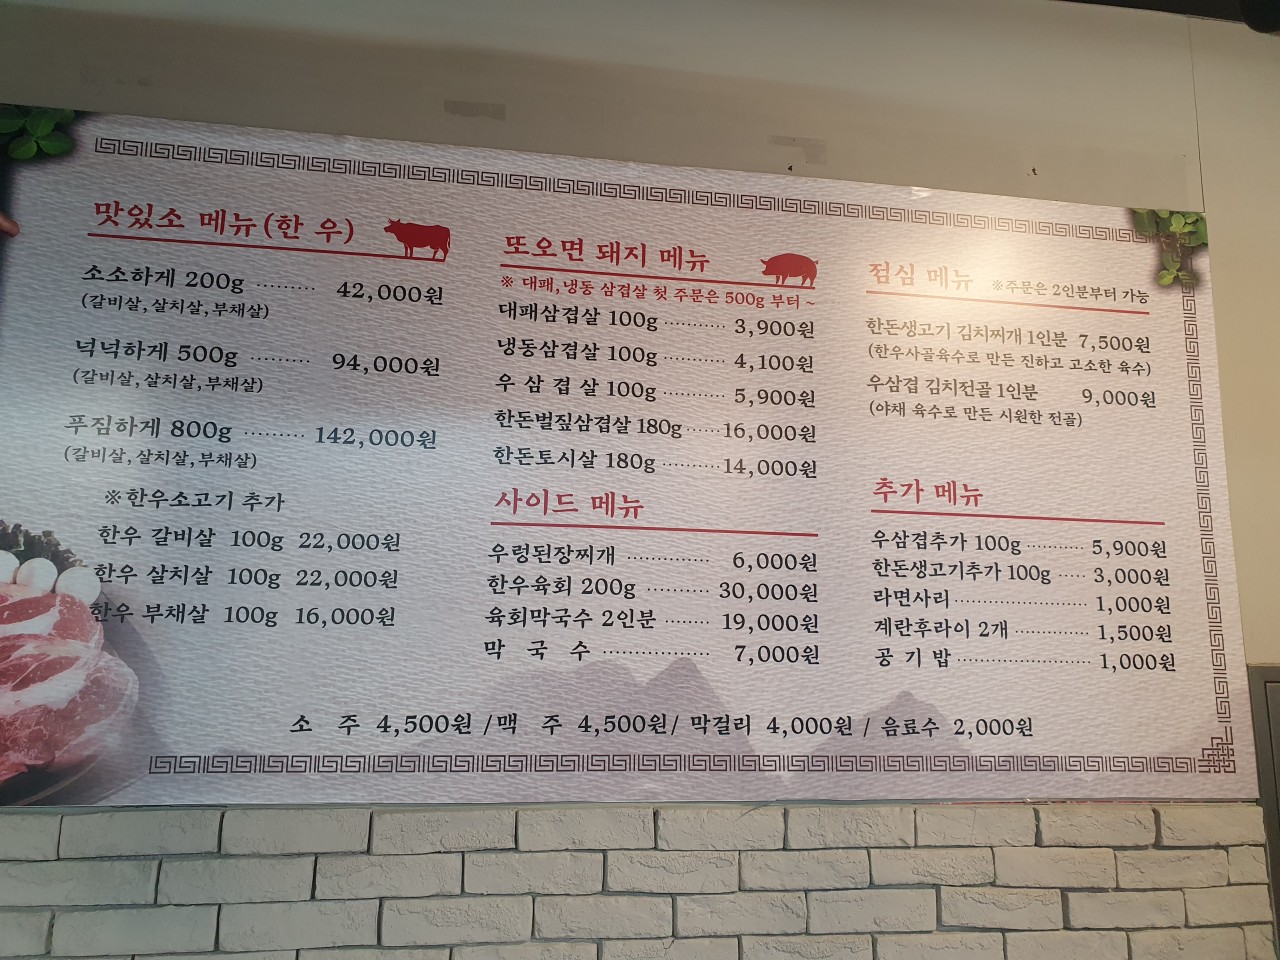 맛있소 메뉴(한 우)
소소하게 200g ········· 42,000원
(갈비살,살치살,부채살)
넉넉하게 500g ········· 94,000원
(갈비살,살치살,부채살)
푸짐하게 800g ········· 142,000원
(갈비살,살치살,부채살)
※한우소고기 추가
한우 갈비살 100g 22,000원
한우 살치살 100g 22,000원
한우 부채살 100g 16,000원
또오면 돼지 메뉴
※ 대패,냉동 삼겹살 첫 주문은 500g 부터 ~
대패삼겹살 100g ··········· 3,900원
냉동삼겹살 100g ··········· 4,100원
우 삼 겹 살 100g ··········· 5,900원
한돈벌짚삼겹살 180g ······ 16,000원
한돈토시살 180g ·········· 14,000원
사이드 메뉴
우렁된장찌개 ············· 6,000원
한우육회 200g ·········· 30,000원
육회막국수 2인분 ········ 19,000원
막 국 수 ················· 7,000원
점심 메뉴 ※주문은 2인분부터 가능
한돈생고기 김치찌개 1인분 7,500원
(한우사골육수로 만든 진하고 고소한 육수)
우삼겹 김치전골 1인분 9,000원
(야채 육수로 만든 시원한 전골)
추가 메뉴
우삼겹추가 100g ··········· 5,900원
한돈생고기추가 100g ····· 3,000원
라면사리 ························ 1,000원
계란후라이 2개 ·············· 1,500원
공 기 밥 ························ 1,000원
소 주 4,500원 /맥 주 4,500원/ 막걸리 4,000원 / 음료수 2,000원